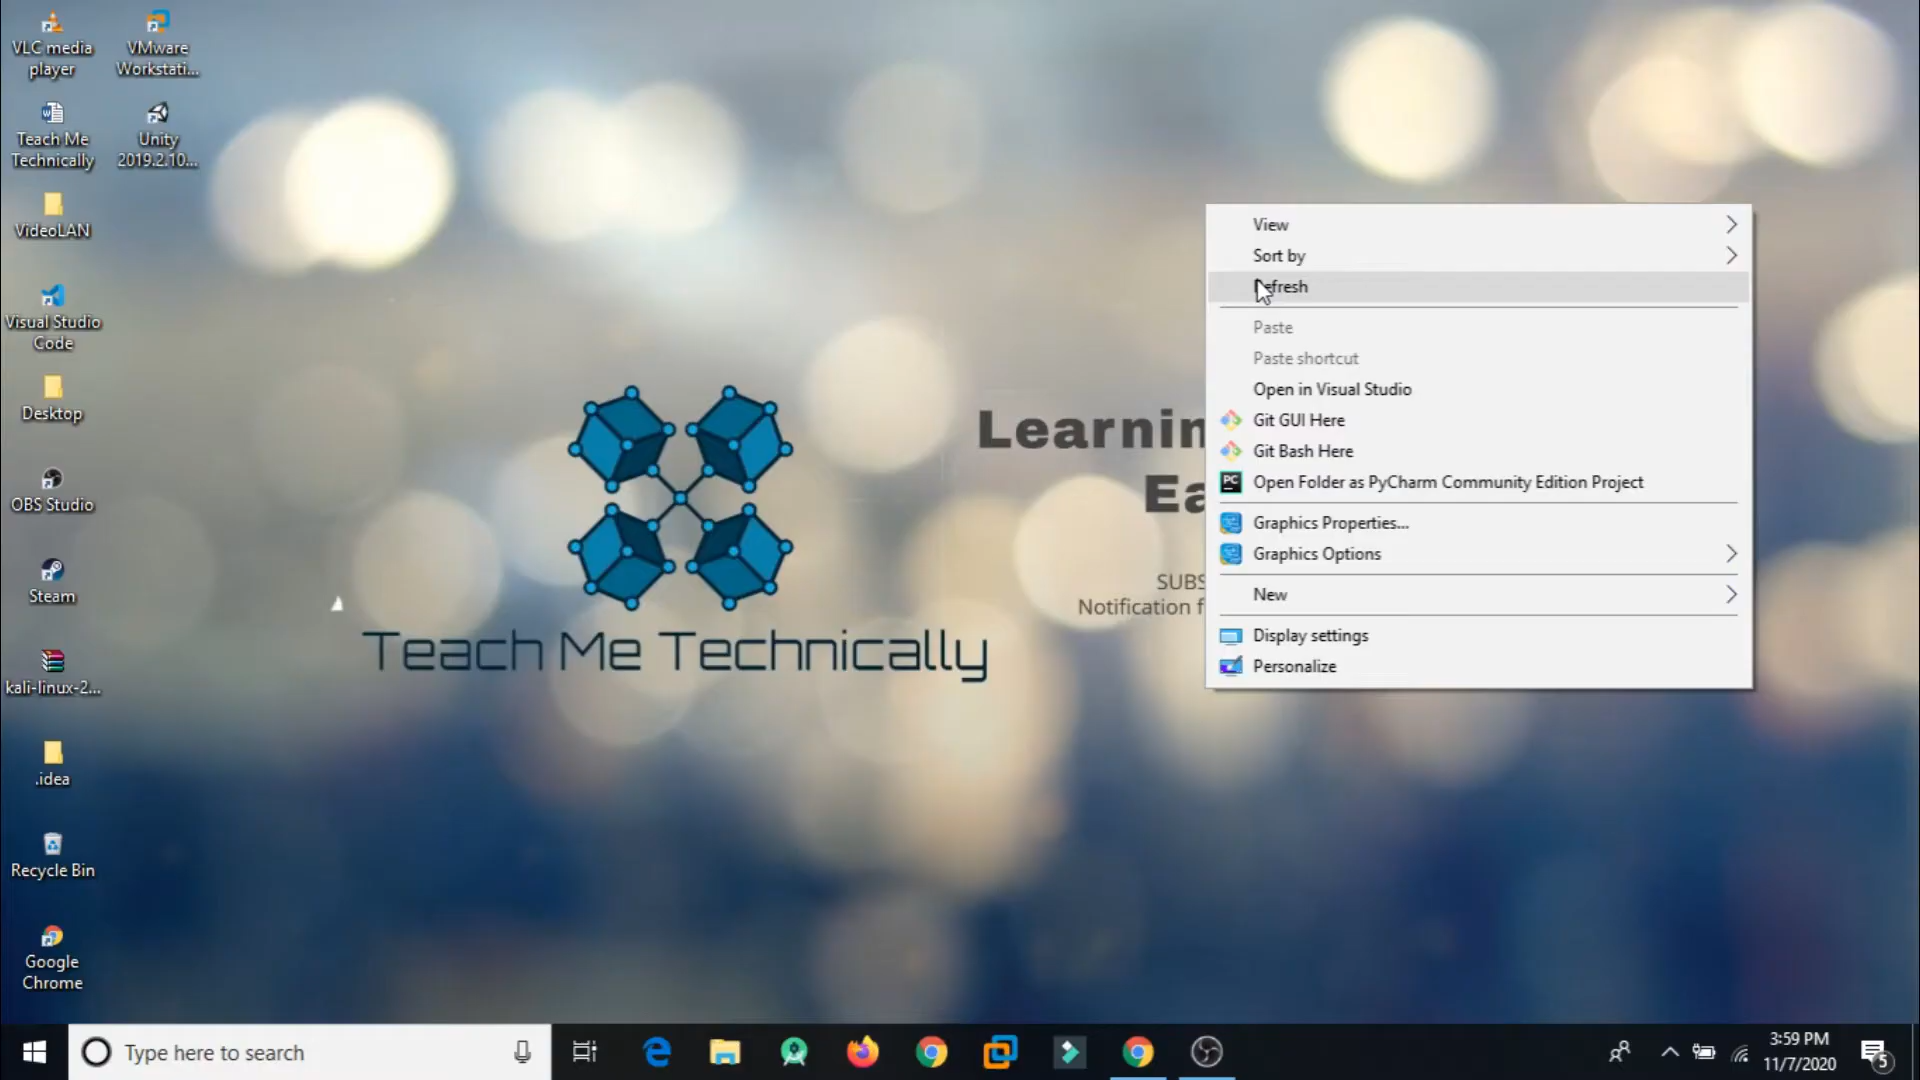 VLC media
player
VMware
Workstati...
Teach Me
Technically
Unity
2019.2.10...
VideoLAN
Visual Studio
Code
Desktop
OBS Studio
Steam
kali-linux-2...
.idea
Recycle Bin
Google
Chrome
Teach Me Technically
Learnin
Ea
SUBS
Notification f
View
Sort by
Refresh
Paste
Paste shortcut
Open in Visual Studio
Git GUI Here
Git Bash Here
PC
Open Folder as PyCharm Community Edition Project
Graphics Properties...
Graphics Options
New
Display settings
Personalize
Type here to search
3:59 PM
11/7/2020
5